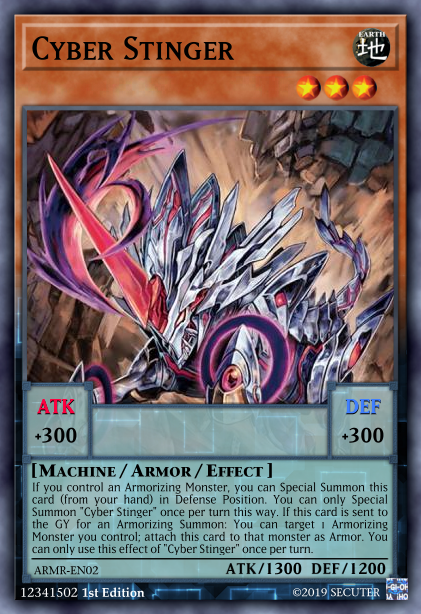 CYBER STINGER
EARTH
地
ATK
+300
DEF
+300
[MACHINE / ARMOR / EFFECT]
If you control an Armorizing Monster, you can Special Summon this
card (from your hand) in Defense Position. You can only Special
Summon "Cyber Stinger" once per turn this way. If this card is sent to
the GY for an Armorizing Summon: You can target 1 Armorizing
Monster you control; attach this card to that monster as Armor. You
can only use this effect of "Cyber Stinger" once per turn.
ARMR-EN02
ATK/1300 DEF/1200
12341502 1st Edition
©2019 SECUTER